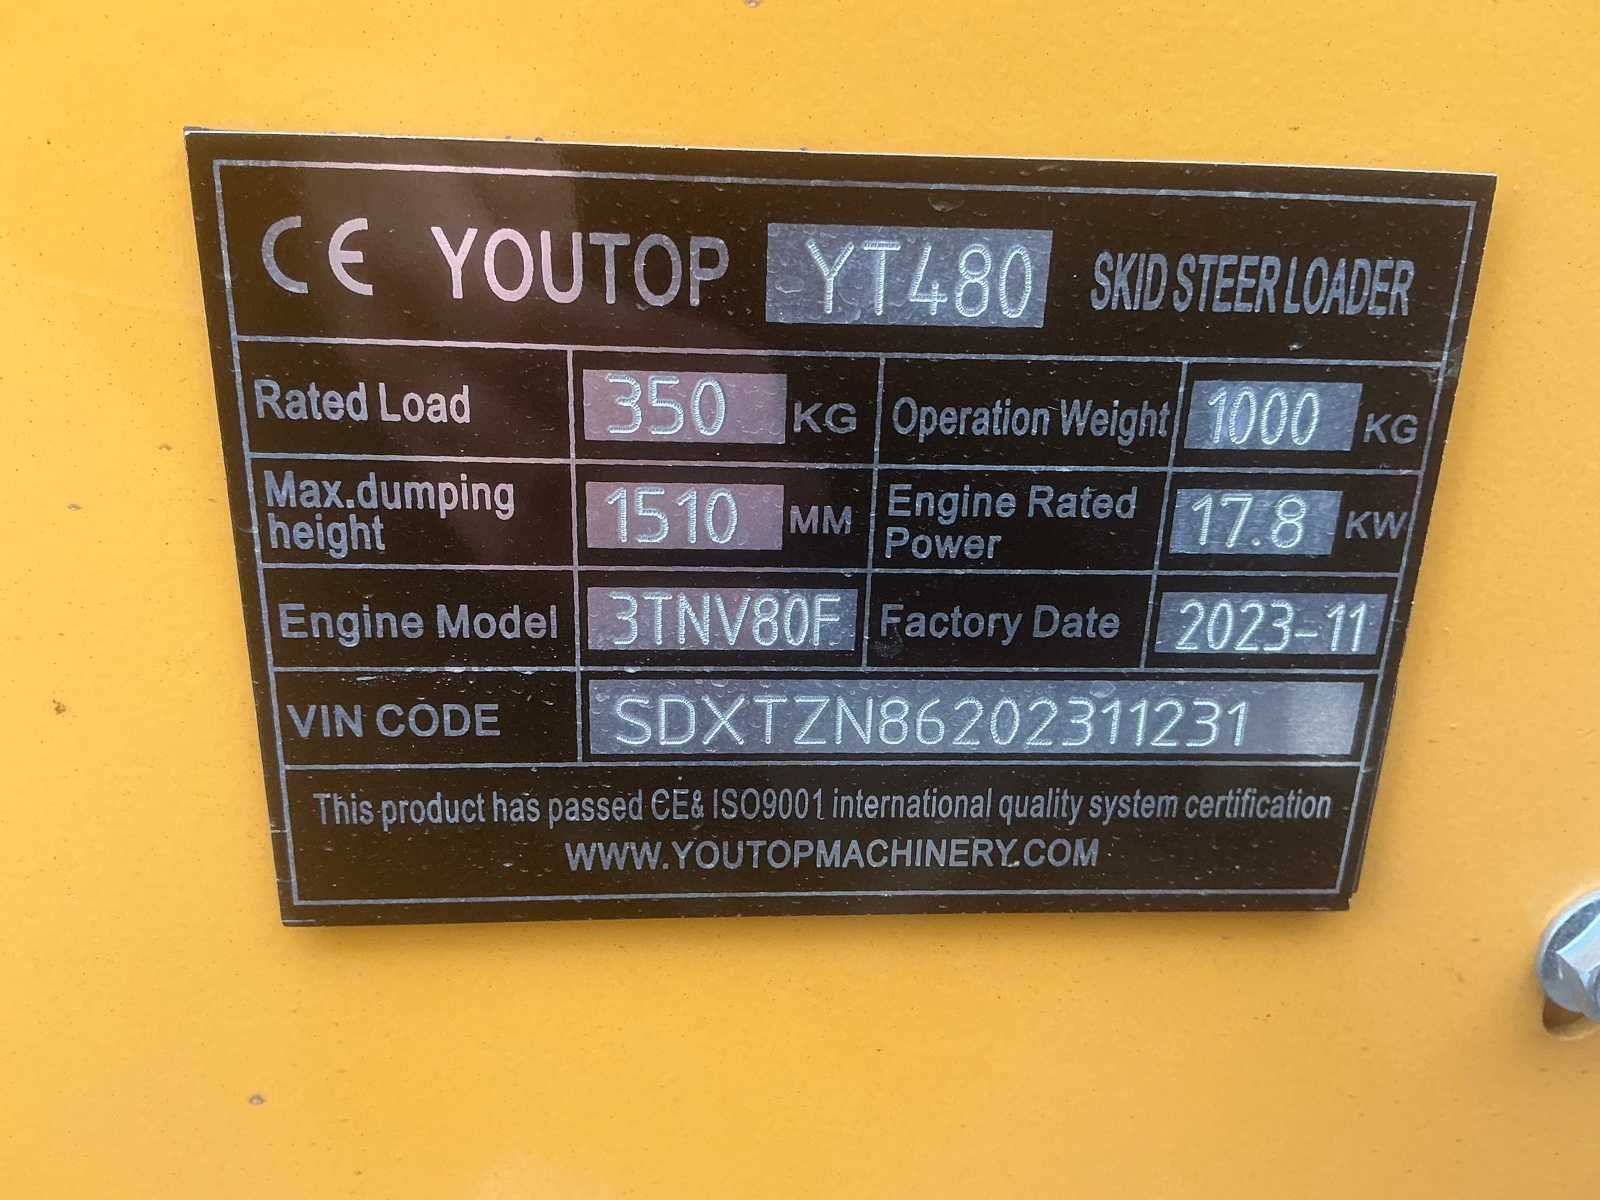 CE YOUTOP YT480 SKID STEER LOADER
Rated Load 350 KG Operation Weight 1000 KG
Max.dumping height 1510 MM Engine Rated Power 17.8 KW
Engine Model 3TNV80F Factory Date 2023-11
VIN CODE SDXTZN86202311231
This product has passed CE& ISO9001 international quality system certification
WWW.YOUTOPMACHINERY.COM